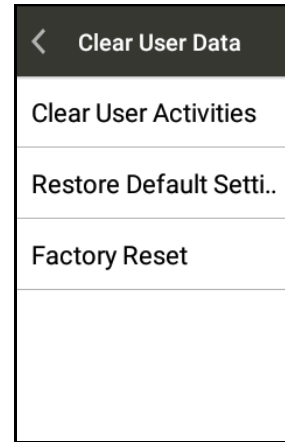 Clear User Data
Clear User Activities
Restore Default Setti..
Factory Reset